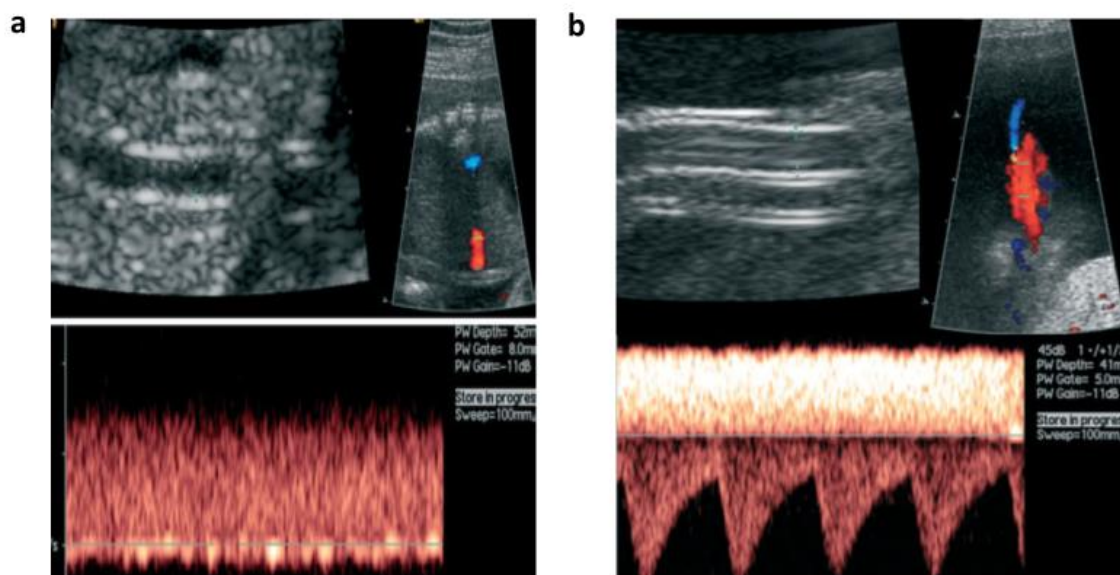 a
b
PW Depth= 52m
PW Gate= 8.0m
PW Gain=-11dB
Store in progres
Sweep=100mm
/s
45dB 1 ·/+1/
PW Depth= 41m
PW Gate= 5.0m
PW Gain=-11dB
Store in progres
Sweep=100mm